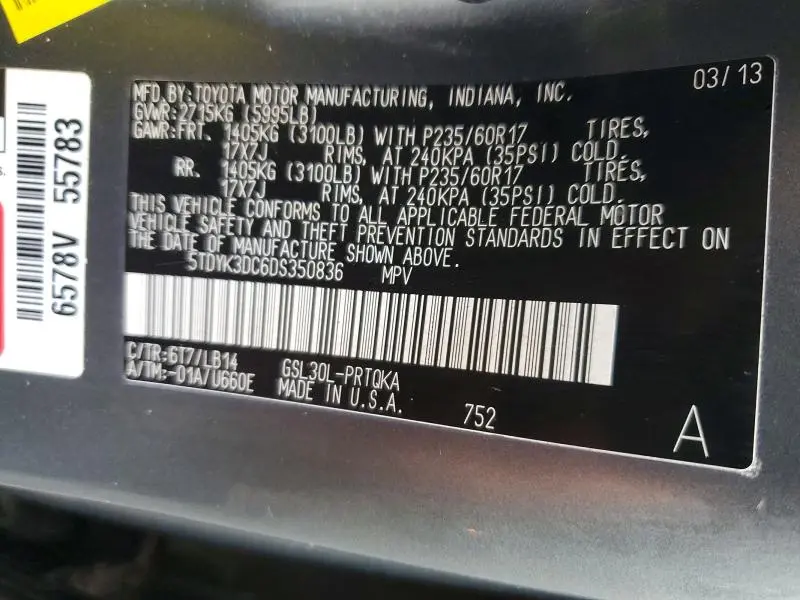 03/13
MFD.BY:TOYOTA MOTOR MANUFACTURING, INDIANA, INC.
GVWR:2715KG (5995LB)
GAWR:FRT. 1405KG (3100LB) WITH P235/60R17 TIRES,
17X7J RIMS, AT 240KPA (35PSI) COLD.
RR. 1405KG (3100LB) WITH P235/60R17 TIRES,
17X7J RIMS, AT 240KPA (35PSI) COLD.
THIS VEHICLE CONFORMS TO ALL APPLICABLE FEDERAL MOTOR
VEHICLE SAFETY AND THEFT PREVENTION STANDARDS IN EFFECT ON
THE DATE OF MANUFACTURE SHOWN ABOVE.
5TDYK3DC6DS350836 MPV
C/TR:6T7/LB14 GSL30L-PRTQKA
A/TM:-01A/U660E MADE IN U.S.A.
752
A
6578V 55783